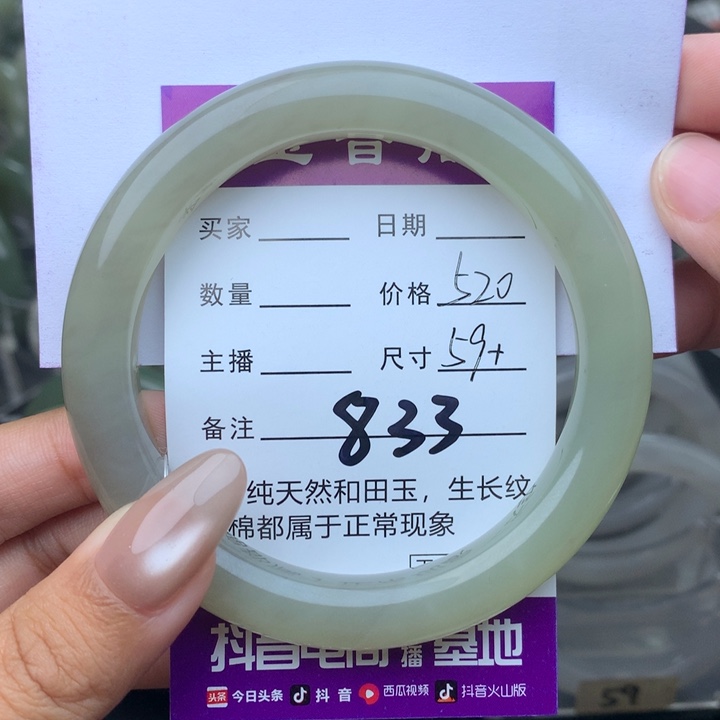 买家 日期
数量 价格 520
主播 尺寸 59+
备注 833
纯天然和田玉，生长纹
棉都属于正常现象
抖音电商 播基地
头条 今日头条 抖音 西瓜视频 抖音火山版
59